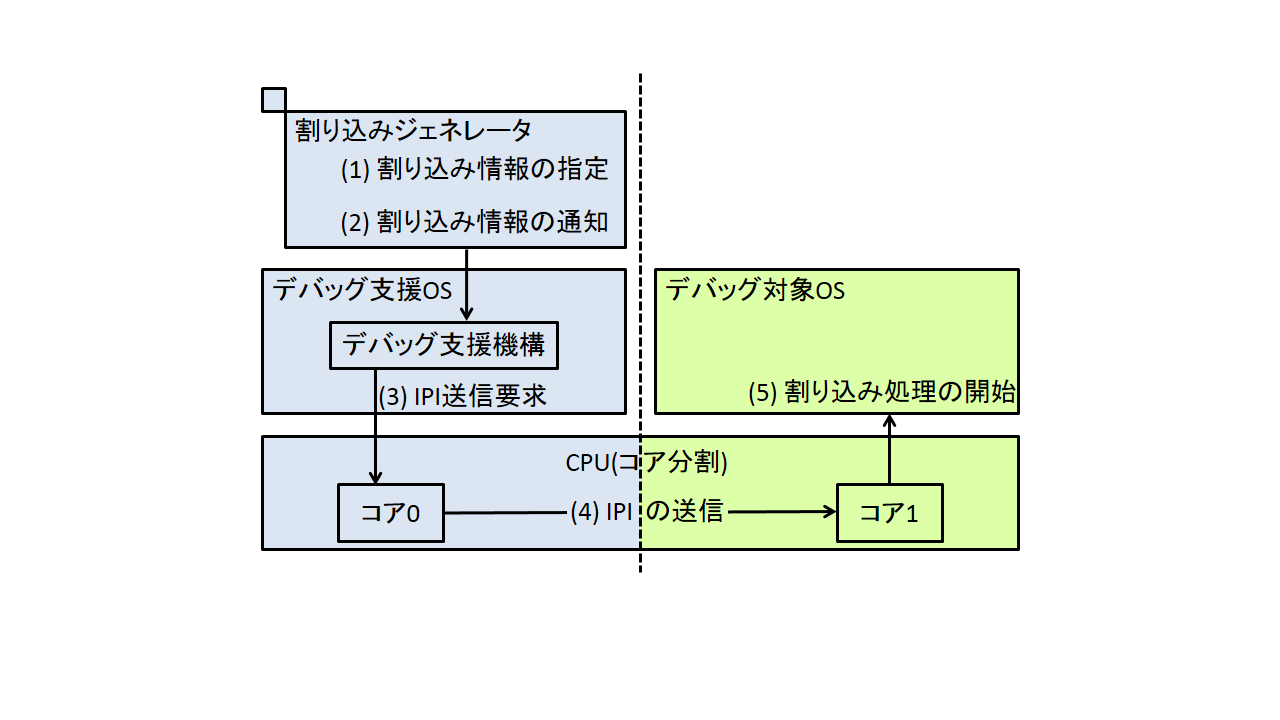 割り込みジェネレータ
(1) 割り込み情報の指定
(2) 割り込み情報の通知
デバッグ支援OS
デバッグ支援機構
(3) IPI送信要求
デバッグ対象OS
(5) 割り込み処理の開始
CPU(コア分割)
コア0
(4) IPI の送信
コア1